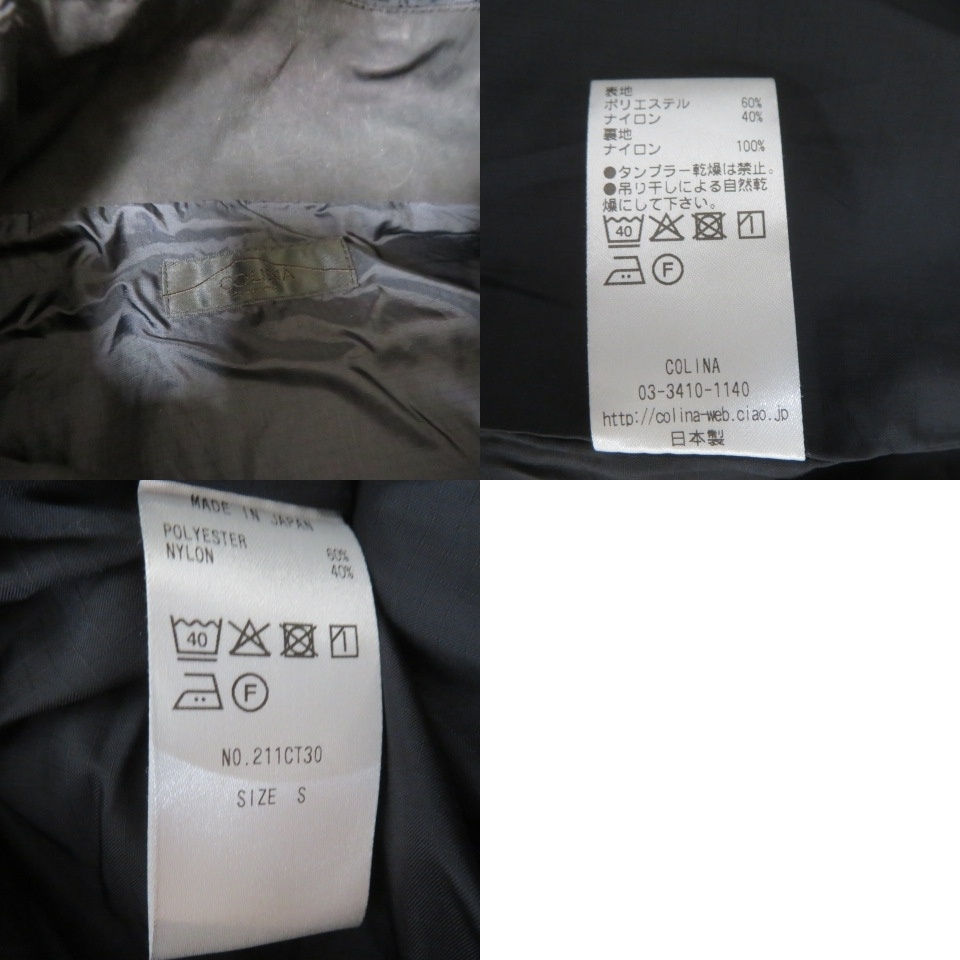 COLINA
表地
ポリエステル 60%
ナイロン 40%
裏地
ナイロン 100%
●タンブラー乾燥は禁止。
●吊り干しによる自然乾
燥にして下さい。
40
F
COLINA
03-3410-1140
http://colina-web.ciao.jp
日本製
MADE IN JAPAN
POLYESTER 60%
NYLON 40%
40
F
NO.211CT30
SIZE S